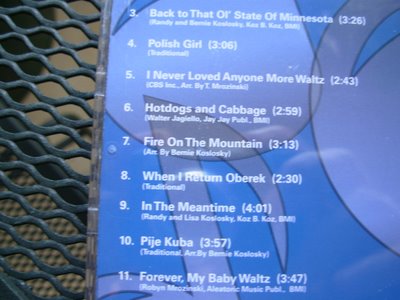 3. Back to That Ol' State Of Minnesota (3:26)
(Randy and Bernie Koslosky, Koz B. Koz, BMI)
4. Polish Girl (3:06)
(Traditional)
5. I Never Loved Anyone More Waltz (2:43)
(CBS Inc., Arr. By T. Mrozinski)
6. Hotdogs and Cabbage (2:59)
(Walter Jagiello, Jay Jay Publ., BMI)
7. Fire On The Mountain (3:13)
(Arr. By Bernie Koslosky)
8. When I Return Oberek (2:30)
(Traditional)
9. In The Meantime (4:01)
(Randy and Lisa Koslosky, Koz B. Koz, BMI)
10. Pije Kuba (3:57)
(Traditional, Arr. By Bernie Koslosky)
11. Forever, My Baby Waltz (3:47)
(Robyn Mrozinski, Aleatoric Music Publ., BMI)